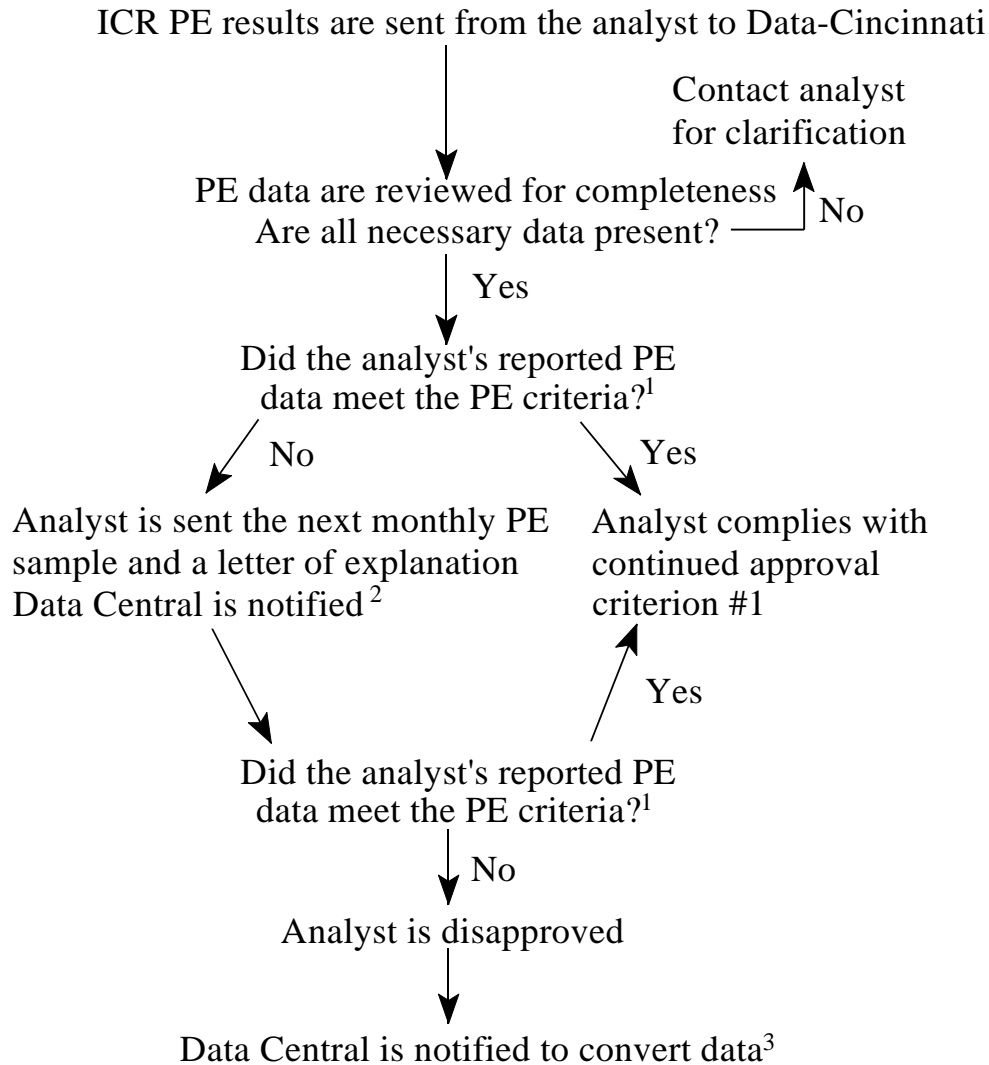 ICR PE results are sent from the analyst to Data-Cincinnati
Contact analyst
for clarification
PE data are reviewed for completeness
No
Are all necessary data present?
Yes
Did the analyst's reported PE
data meet the PE criteria?¹
No
Yes
Analyst is sent the next monthly PE
sample and a letter of explanation
Data Central is notified ²
Analyst complies with
continued approval
criterion #1
Yes
Did the analyst's reported PE
data meet the PE criteria?¹
No
Analyst is disapproved
Data Central is notified to convert data³